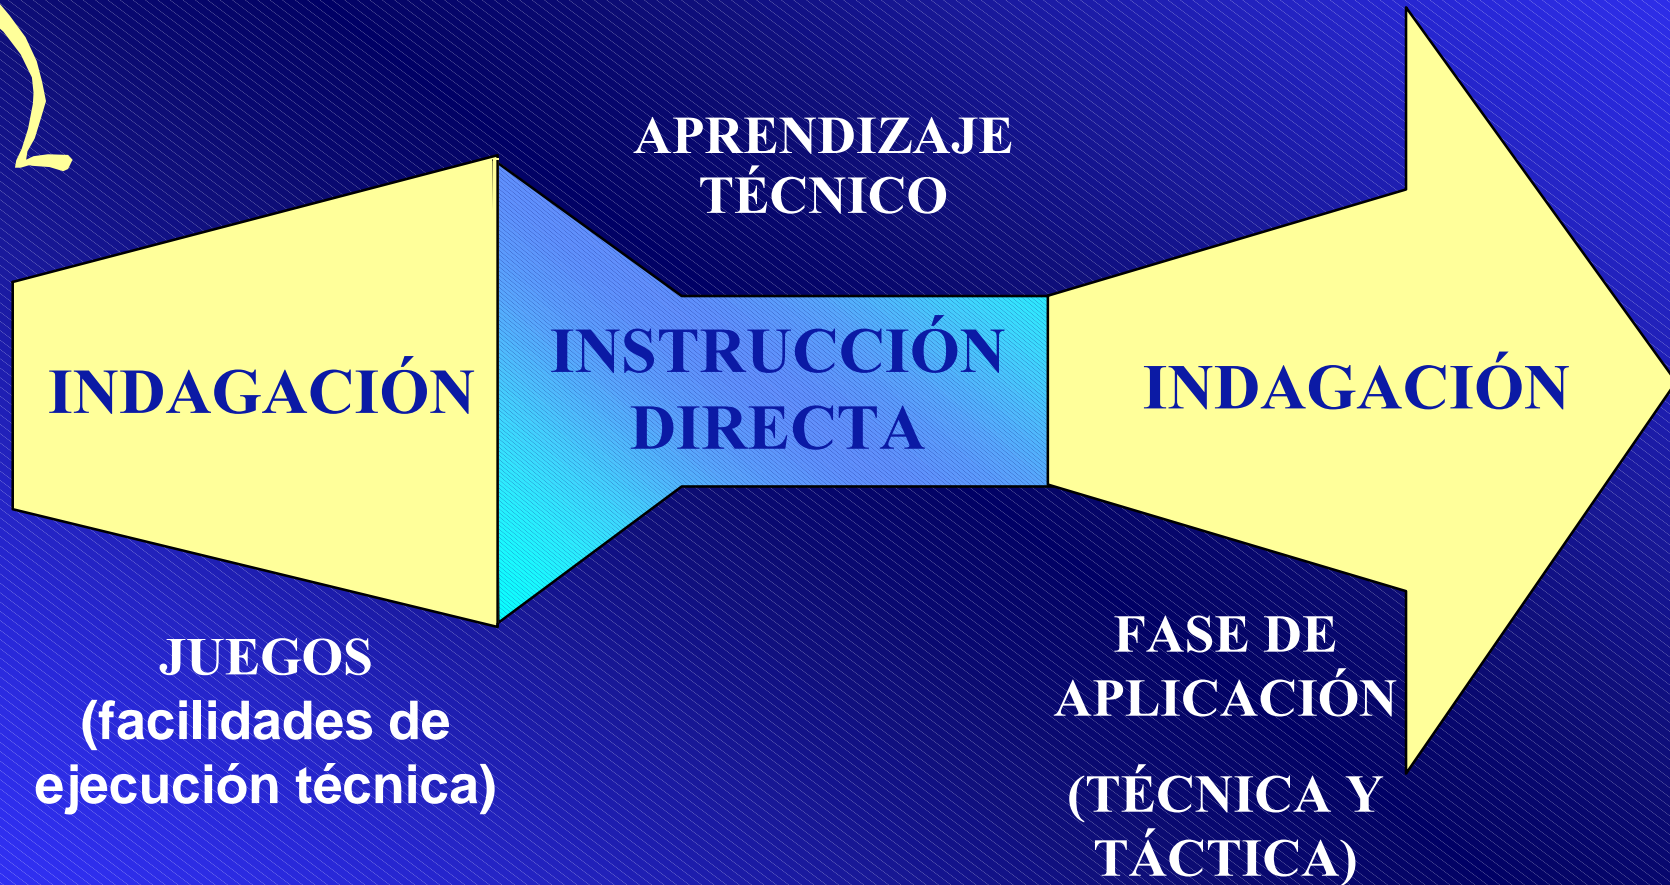 APRENDIZAJE
TÉCNICO
INDAGACIÓN
INSTRUCCIÓN
DIRECTA
INDAGACIÓN
JUEGOS
(facilidades de
ejecución técnica)
FASE DE
APLICACIÓN
(TÉCNICA Y
TÁCTICA)